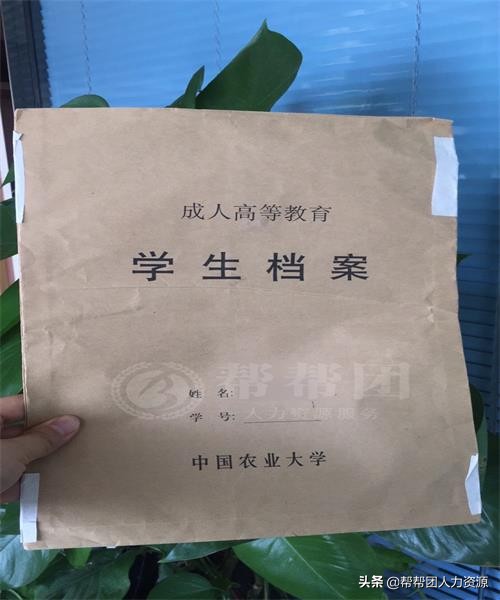 成人高等教育
学生档案
帮帮团
姓名:
人力资源服务
学号:
中国农业大学
头条 @帮帮团人力资源